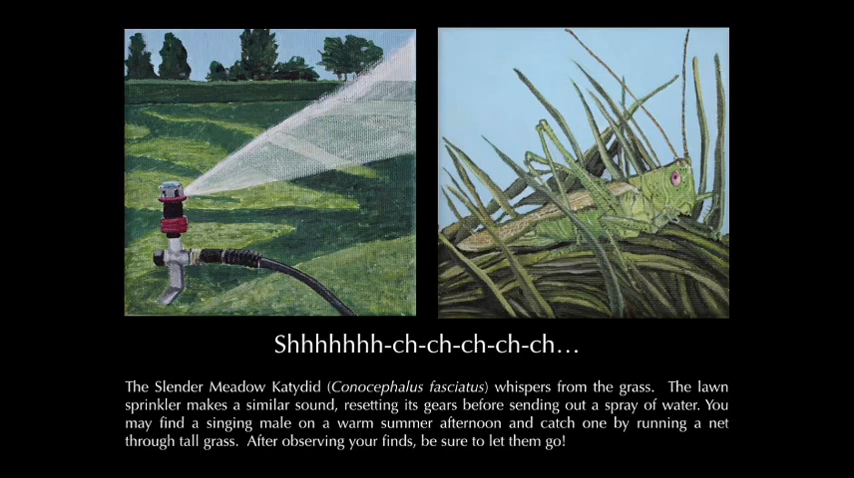 Shhhhhhh-ch-ch-ch-ch-ch...
The Slender Meadow Katydid (Conocephalus fasciatus) whispers from the grass. The lawn
sprinkler makes a similar sound, resetting its gears before sending out a spray of water. You
may find a singing male on a warm summer afternoon and catch one by running a net
through tall grass. After observing your finds, be sure to let them go!